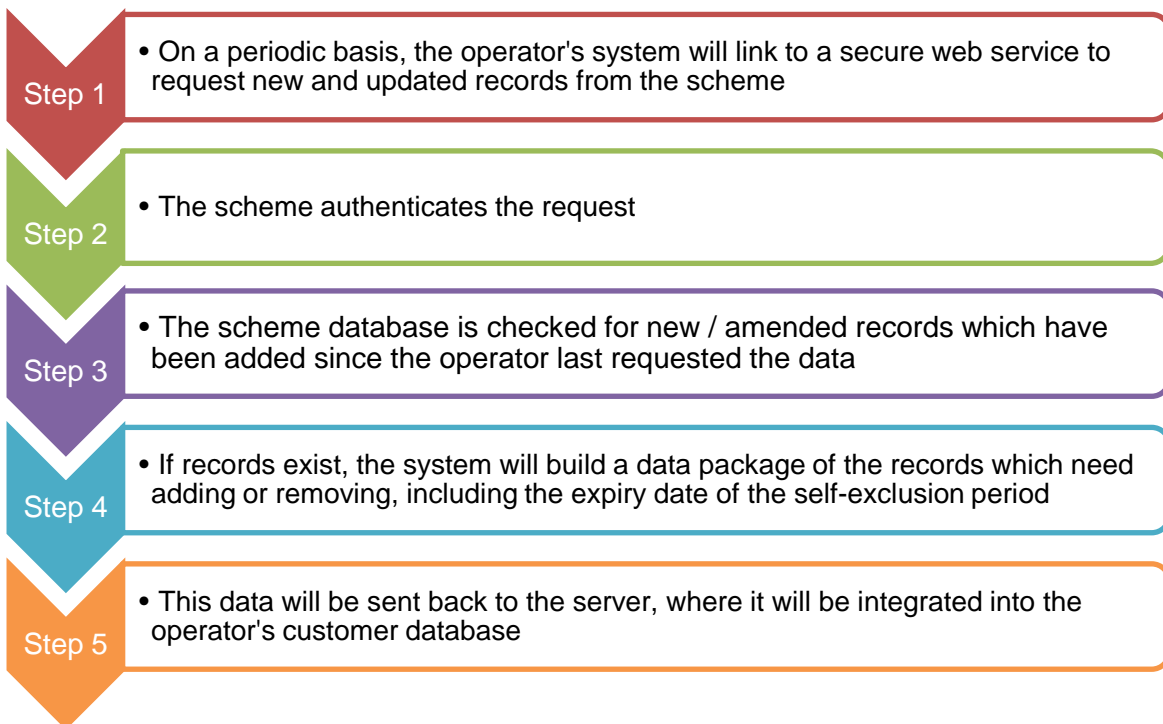 Step 1
• On a periodic basis, the operator's system will link to a secure web service to
request new and updated records from the scheme
Step 2
• The scheme authenticates the request
Step 3
• The scheme database is checked for new / amended records which have
been added since the operator last requested the data
Step 4
• If records exist, the system will build a data package of the records which need
adding or removing, including the expiry date of the self-exclusion period
Step 5
• This data will be sent back to the server, where it will be integrated into the
operator's customer database